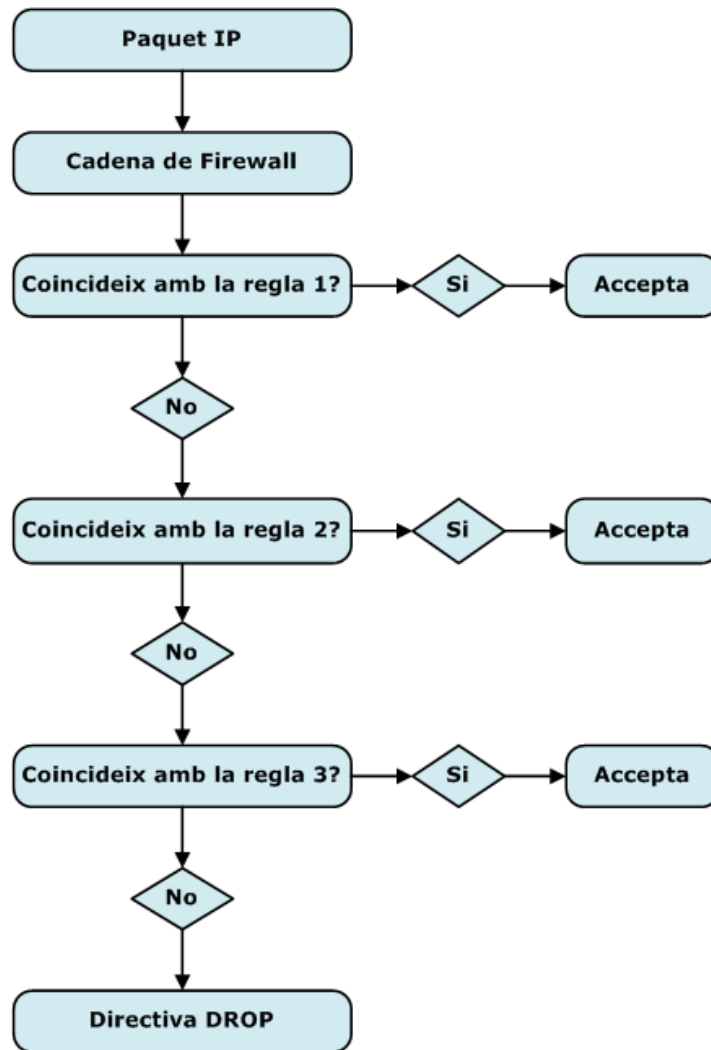 Paquet IP
Cadena de Firewall
Coincideix amb la regla 1?
Si
Accepta
No
Coincideix amb la regla 2?
Si
Accepta
No
Coincideix amb la regla 3?
Si
Accepta
No
Directiva DROP